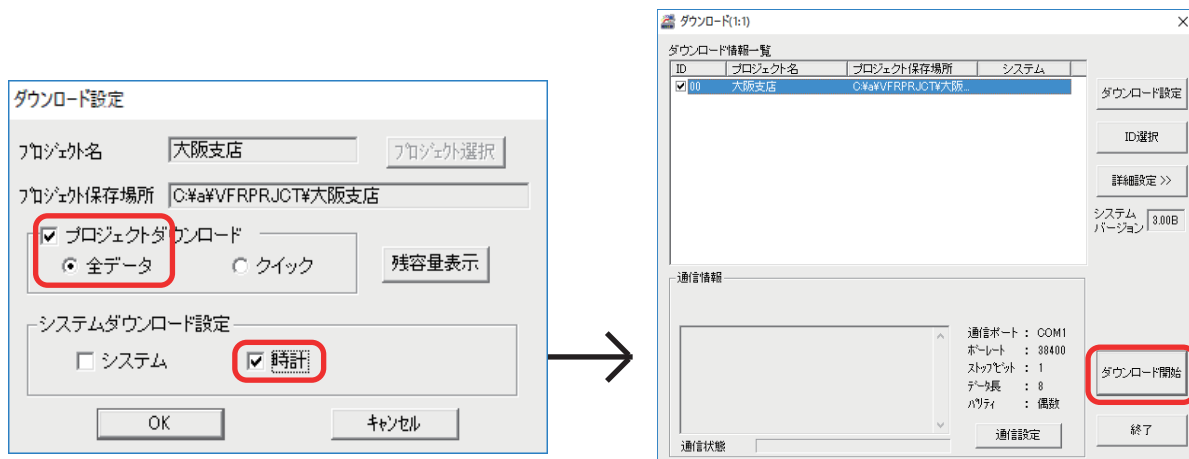 ダウンロード設定
プロジェクト名 大阪支店 プロジェクト選択
プロジェクト保存場所 C:¥a¥VFRPRJCT¥大阪支店
プロジェクトダウンロード
全データ クイック 残容量表示
システムダウンロード設定
システム 時計
OK キャンセル
ダウンロード(1:1)
ダウンロード情報一覧
ID プロジェクト名 プロジェクト保存場所 システム
00 大阪支店 C:¥a¥VFRPRJCT¥大阪...
ダウンロード設定
ID選択
詳細設定 >>
システム
バージョン 3.00B
通信情報
通信ポート : COM1
ボーレート : 38400
ストップビット : 1
データ長 : 8
パリティ : 偶数
通信設定
通信状態
ダウンロード開始
終了